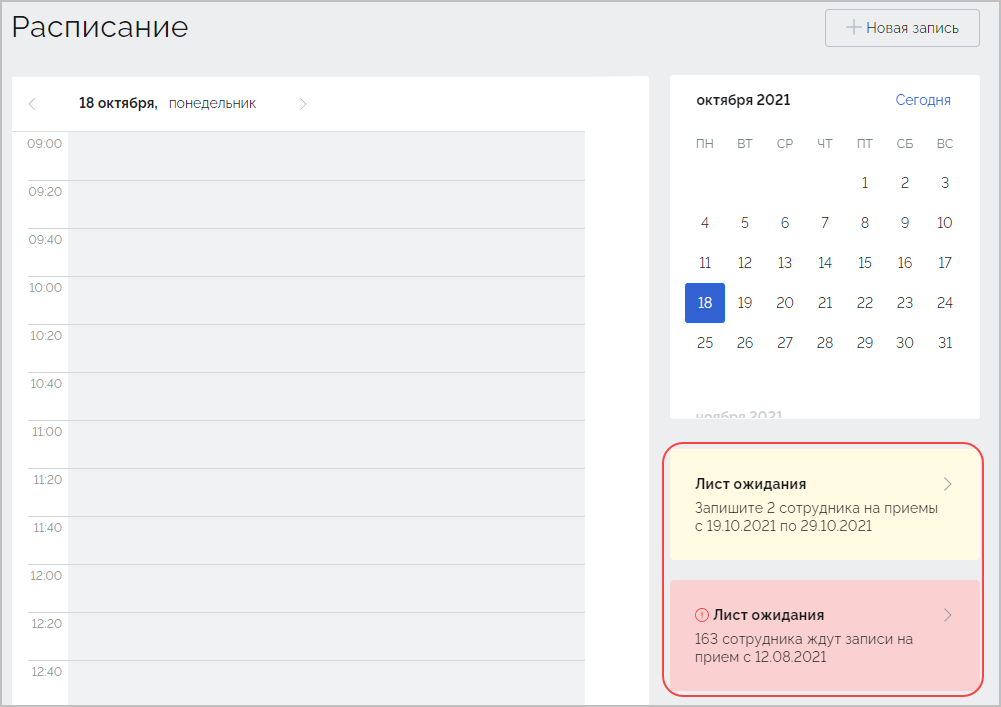 Расписание
Новая запись
18 октября, понедельник
09:00
09:20
09:40
10:00
10:20
10:40
11:00
11:20
11:40
12:00
12:20
12:40
октября 2021 Сегодня
ПН ВТ СР ЧТ ПТ СБ ВС
1 2 3
4 5 6 7 8 9 10
11 12 13 14 15 16 17
18 19 20 21 22 23 24
25 26 27 28 29 30 31
ноября 2021
Лист ожидания
Запишите 2 сотрудника на приемы
с 19.10.2021 по 29.10.2021
Лист ожидания
163 сотрудника ждут записи на
прием с 12.08.2021